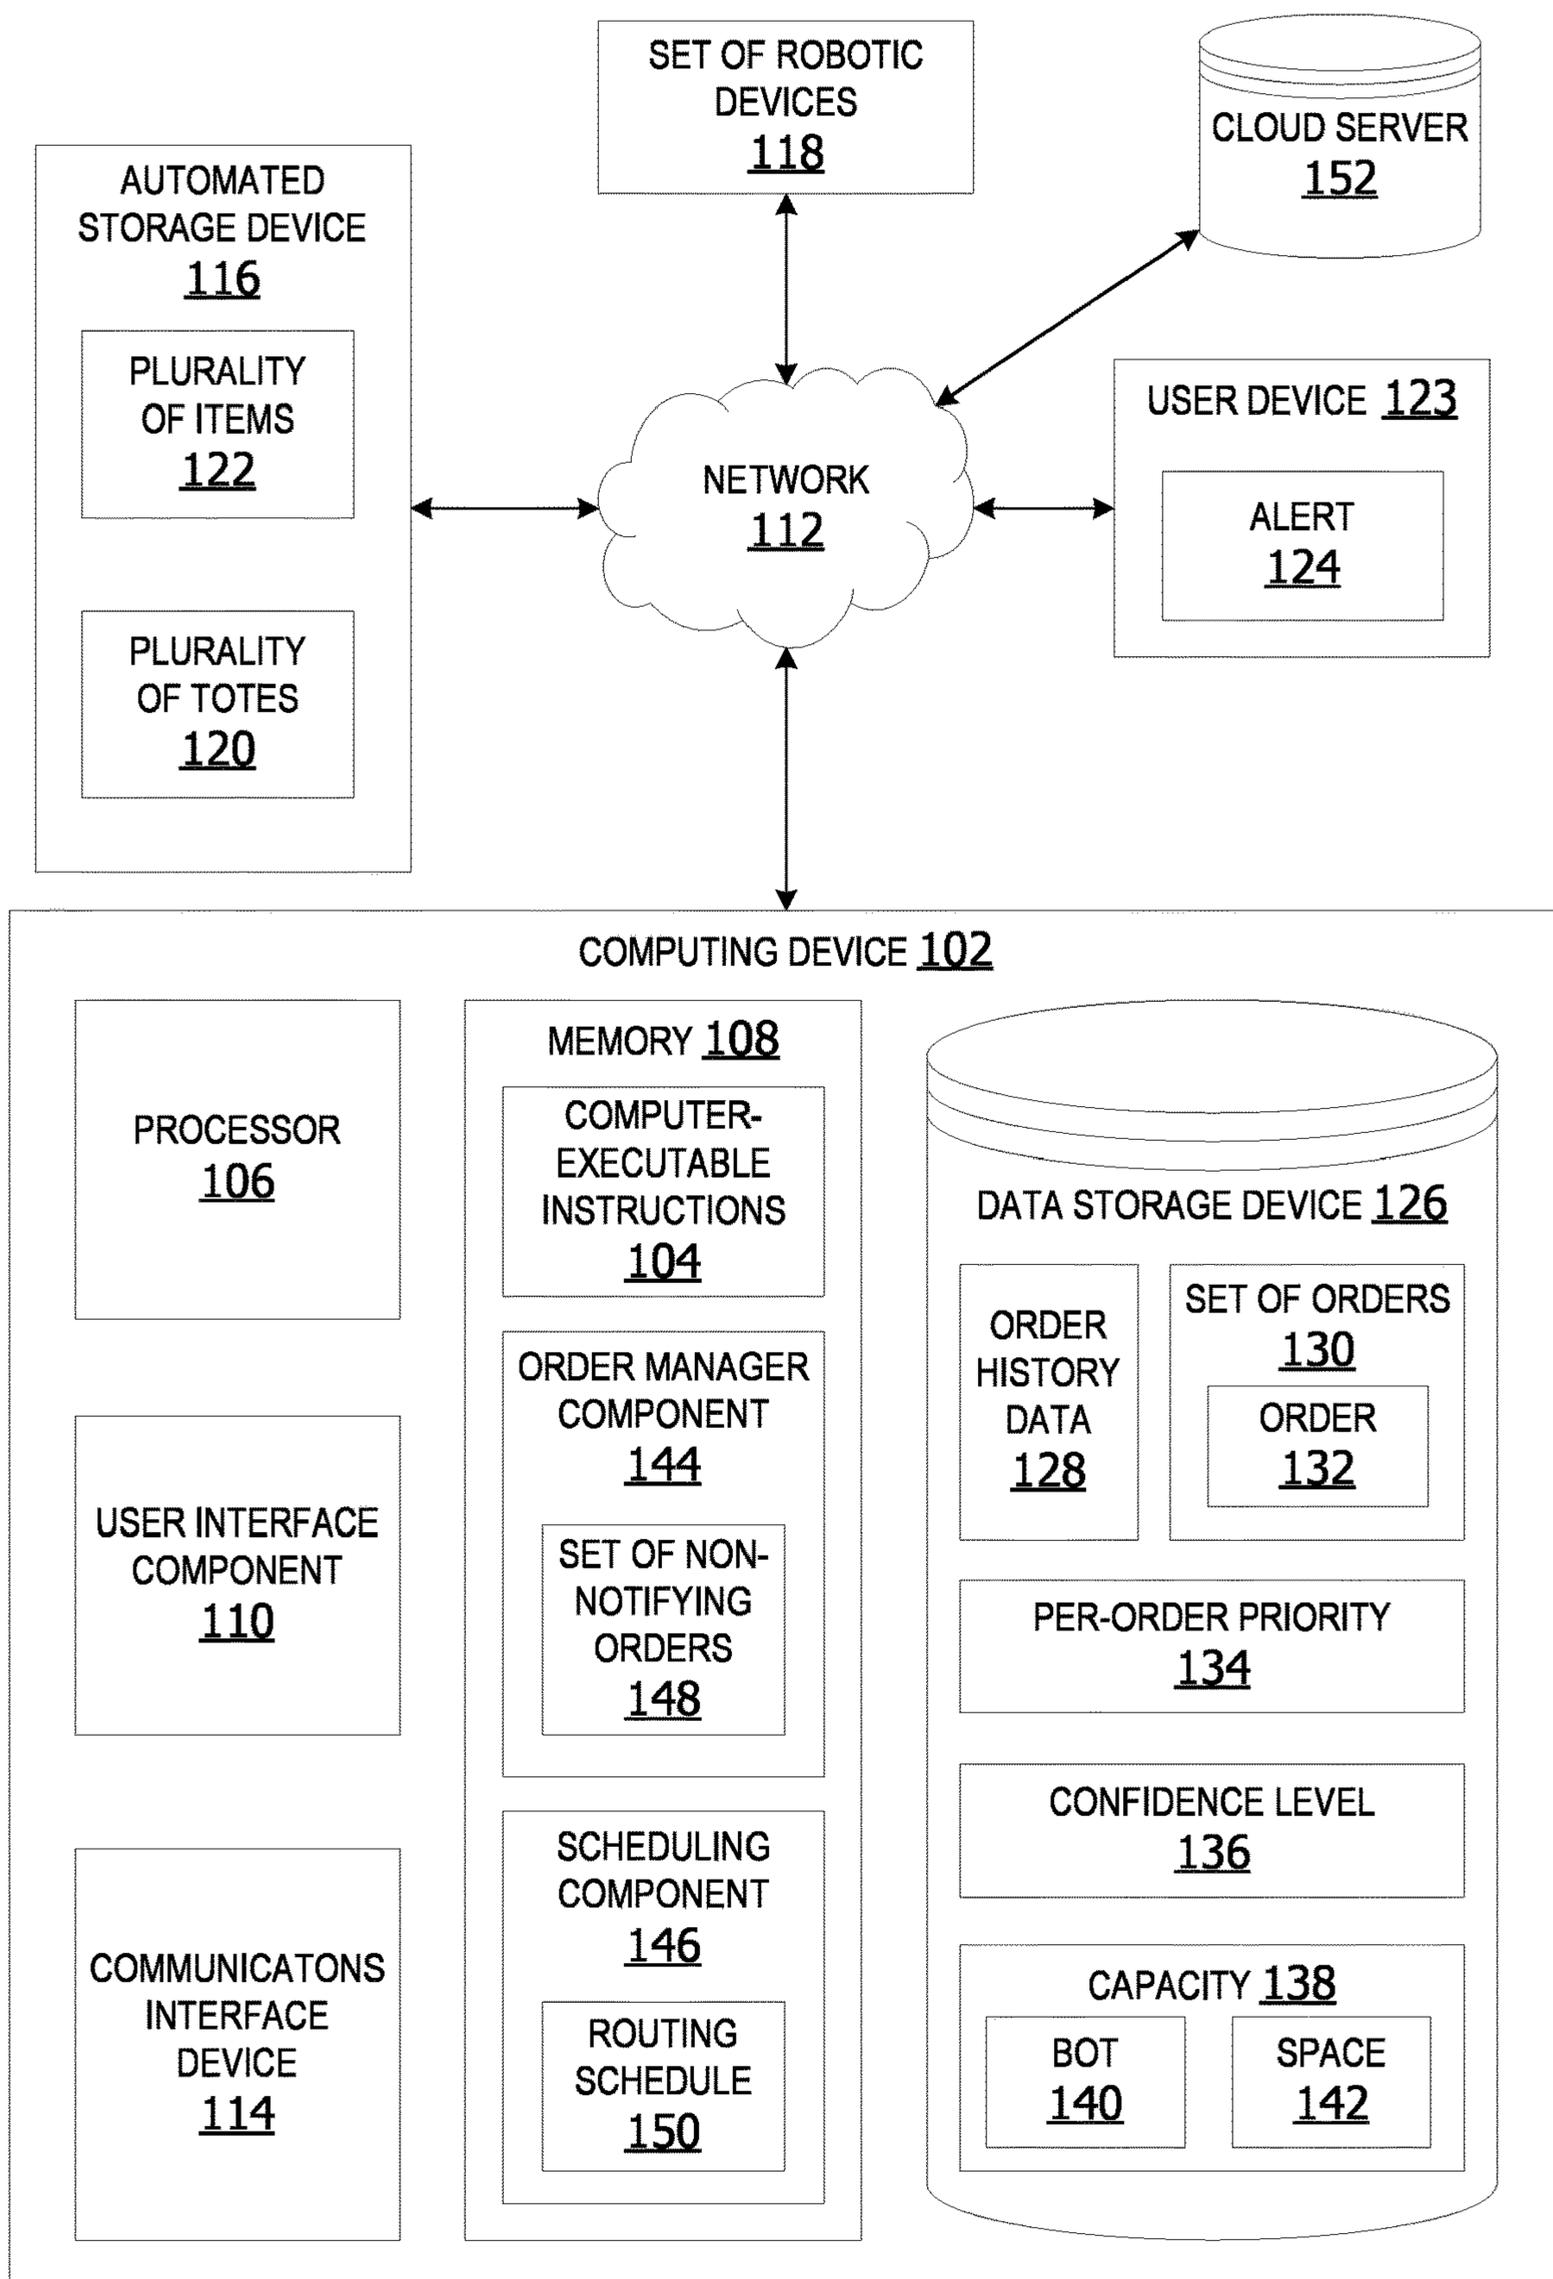 SET OF ROBOTIC
DEVICES
118
CLOUD SERVER
152
AUTOMATED
STORAGE DEVICE
116
PLURALITY
OF ITEMS
122
PLURALITY
OF TOTES
120
NETWORK
112
USER DEVICE 123
ALERT
124
COMPUTING DEVICE 102
PROCESSOR
106
USER INTERFACE
COMPONENT
110
COMMUNICATONS
INTERFACE
DEVICE
114
MEMORY 108
COMPUTER-
EXECUTABLE
INSTRUCTIONS
104
ORDER MANAGER
COMPONENT
144
SET OF NON-
NOTIFYING
ORDERS
148
SCHEDULING
COMPONENT
146
ROUTING
SCHEDULE
150
DATA STORAGE DEVICE 126
ORDER
HISTORY
DATA
128
SET OF ORDERS
130
ORDER
132
PER-ORDER PRIORITY
134
CONFIDENCE LEVEL
136
CAPACITY 138
BOT
140
SPACE
142